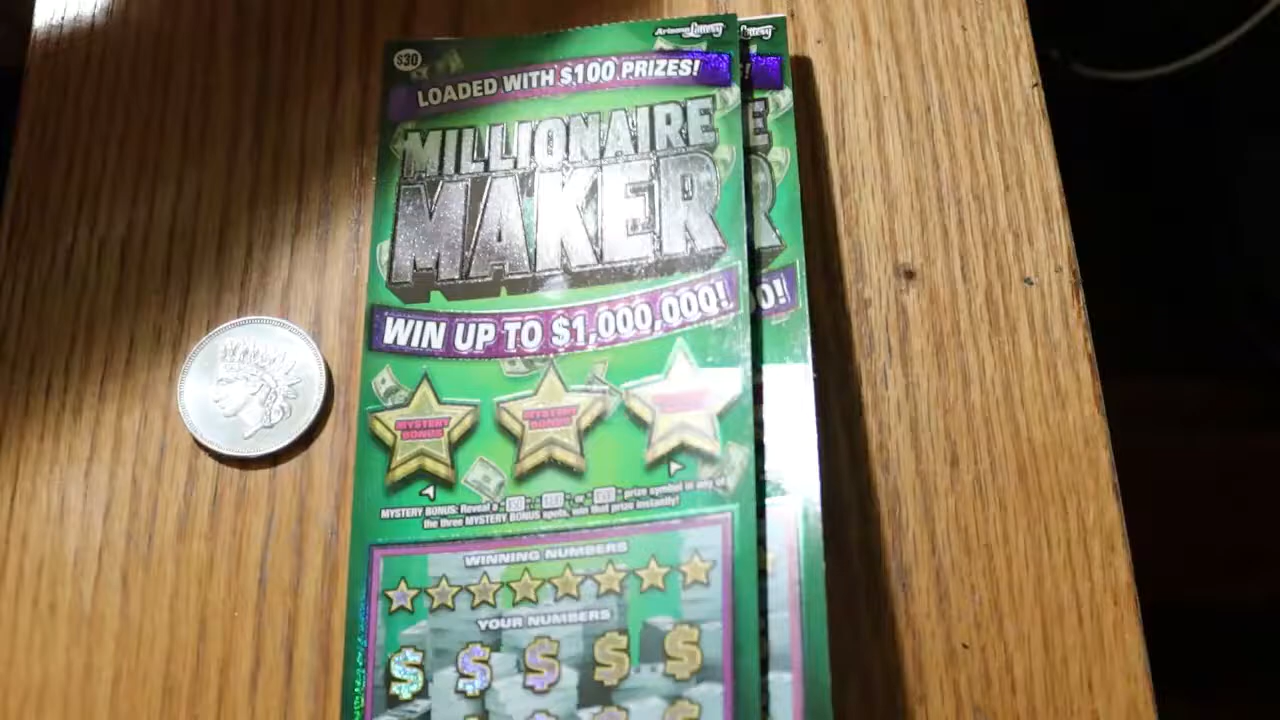 $30
Arizona Lottery
LOADED WITH $100 PRIZES!
MILLIONAIRE
MAKER
WIN UP TO $1,000,000!
MYSTERY BONUS
MYSTERY BONUS
MYSTERY BONUS: Reveal a " " " " or " " prize symbol in any of
the three MYSTERY BONUS spots, win that prize instantly!
WINNING NUMBERS
YOUR NUMBERS
$ $ $ $ $
E
R
0!